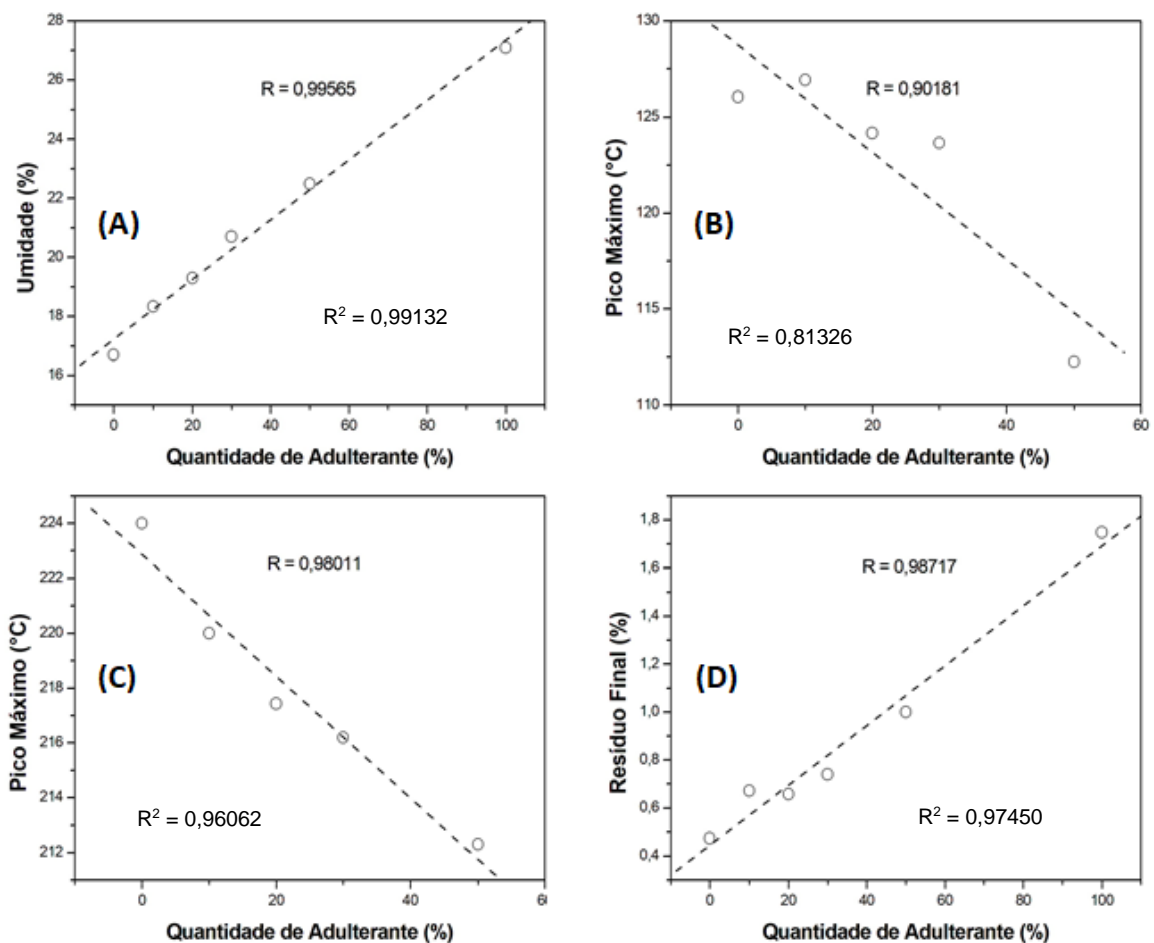 28
26
24
22
20
18
16
Umidade (%)
R = 0,99565
(A)
R² = 0,99132
0 20 40 60 80 100
Quantidade de Adulterante (%)
130
125
120
115
110
Pico Máximo (°C)
R = 0,90181
(B)
R² = 0,81326
0 20 40 60
Quantidade de Adulterante (%)
224
222
220
218
216
214
212
Pico Máximo (°C)
R = 0,98011
(C)
R² = 0,96062
0 20 40
Quantidade de Adulterante (%)
1,8
1,6
1,4
1,2
1,0
0,8
0,6
0,4
Resíduo Final (%)
R = 0,98717
(D)
R² = 0,97450
0 20 40 60 80 100
Quantidade de Adulterante (%)